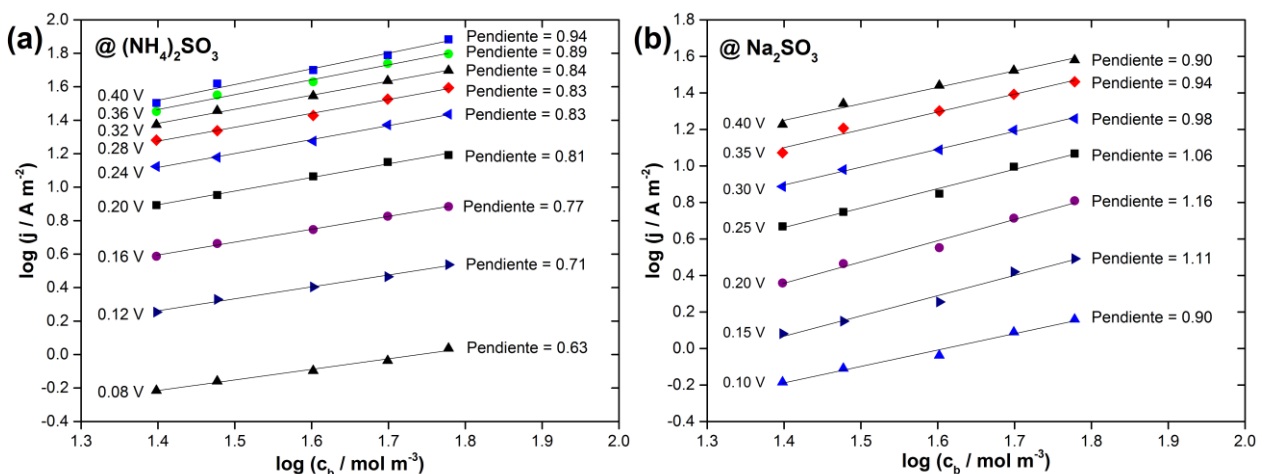 (a)
@ (NH₄)₂SO₃
log (j / A m⁻²)
2.0
1.8
1.6
1.4
1.2
1.0
0.8
0.6
0.4
0.2
0.0
-0.2
-0.4
0.40 V
0.36 V
0.32 V
0.28 V
0.24 V
0.20 V
0.16 V
0.12 V
0.08 V
Pendiente = 0.94
Pendiente = 0.89
Pendiente = 0.84
Pendiente = 0.83
Pendiente = 0.83
Pendiente = 0.81
Pendiente = 0.77
Pendiente = 0.71
Pendiente = 0.63
1.3 1.4 1.5 1.6 1.7 1.8 1.9 2.0
log (c_b / mol m⁻³)
(b)
@ Na₂SO₃
log (j / A m⁻²)
1.8
1.6
1.4
1.2
1.0
0.8
0.6
0.4
0.2
0.0
-0.2
-0.4
0.40 V
0.35 V
0.30 V
0.25 V
0.20 V
0.15 V
0.10 V
Pendiente = 0.90
Pendiente = 0.94
Pendiente = 0.98
Pendiente = 1.06
Pendiente = 1.16
Pendiente = 1.11
Pendiente = 0.90
1.3 1.4 1.5 1.6 1.7 1.8 1.9 2.0
log (c_b / mol m⁻³)